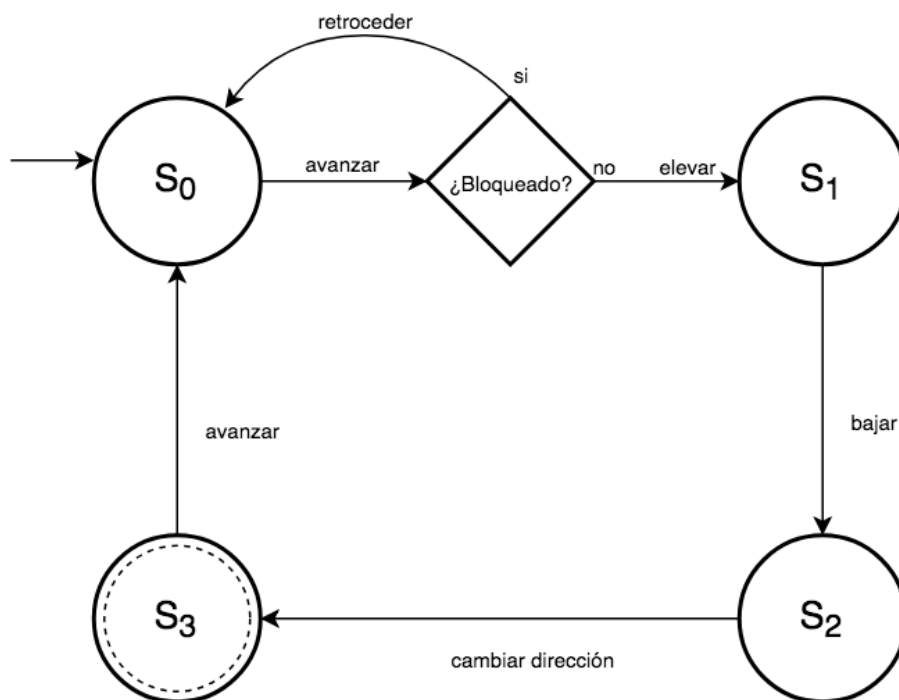 retroceder
si
S0
avanzar
¿Bloqueado?
no
elevar
S1
avanzar
bajar
S3
cambiar dirección
S2